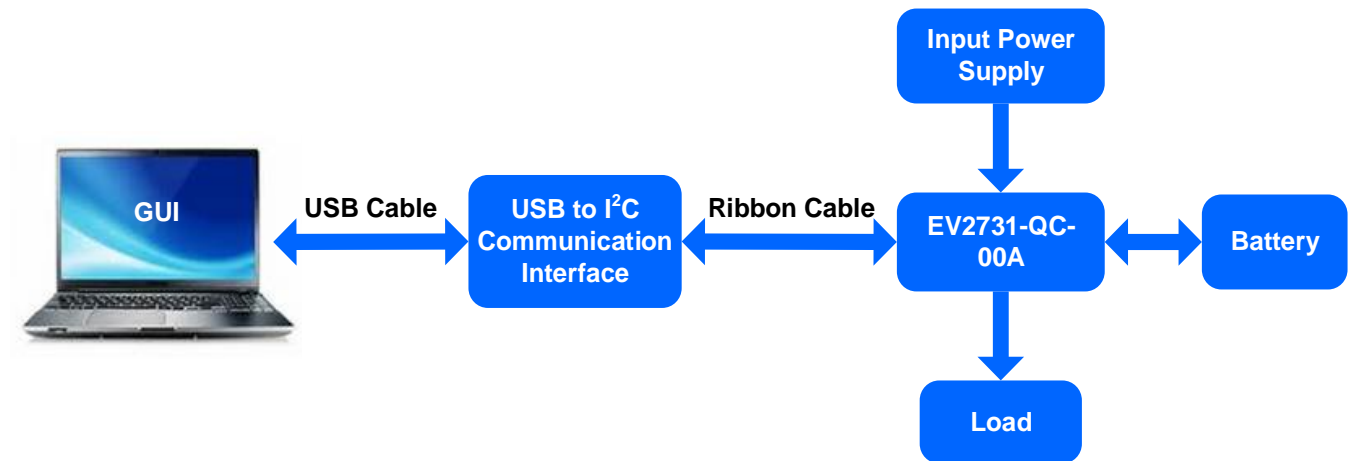 Input Power
Supply
GUI
USB Cable
USB to I²C
Communication
Interface
Ribbon Cable
EV2731-QC-
00A
Battery
Load